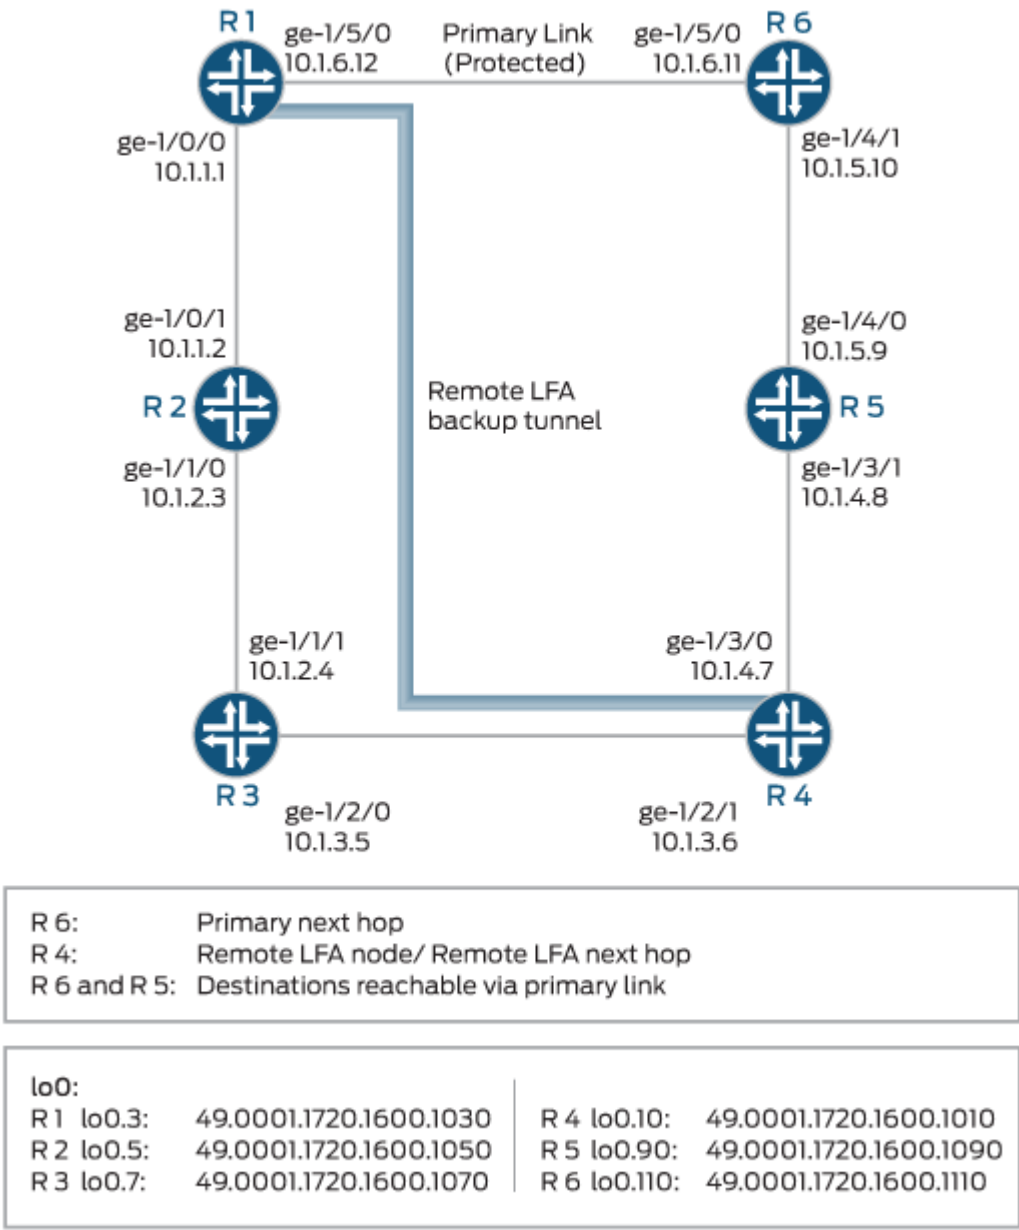 R 1
ge-1/5/0
10.1.6.12
Primary Link
(Protected)
ge-1/5/0
10.1.6.11
R 6
ge-1/0/0
10.1.1.1
ge-1/4/1
10.1.5.10
ge-1/0/1
10.1.1.2
ge-1/4/0
10.1.5.9
R 2
Remote LFA
backup tunnel
R 5
ge-1/1/0
10.1.2.3
ge-1/3/1
10.1.4.8
ge-1/1/1
10.1.2.4
ge-1/3/0
10.1.4.7
R 3
ge-1/2/0
10.1.3.5
ge-1/2/1
10.1.3.6
R 4
R 6: Primary next hop
R 4: Remote LFA node/ Remote LFA next hop
R 6 and R 5: Destinations reachable via primary link
lo0:
R 1 lo0.3: 49.0001.1720.1600.1030
R 2 lo0.5: 49.0001.1720.1600.1050
R 3 lo0.7: 49.0001.1720.1600.1070
R 4 lo0.10: 49.0001.1720.1600.1010
R 5 lo0.90: 49.0001.1720.1600.1090
R 6 lo0.110: 49.0001.1720.1600.1110